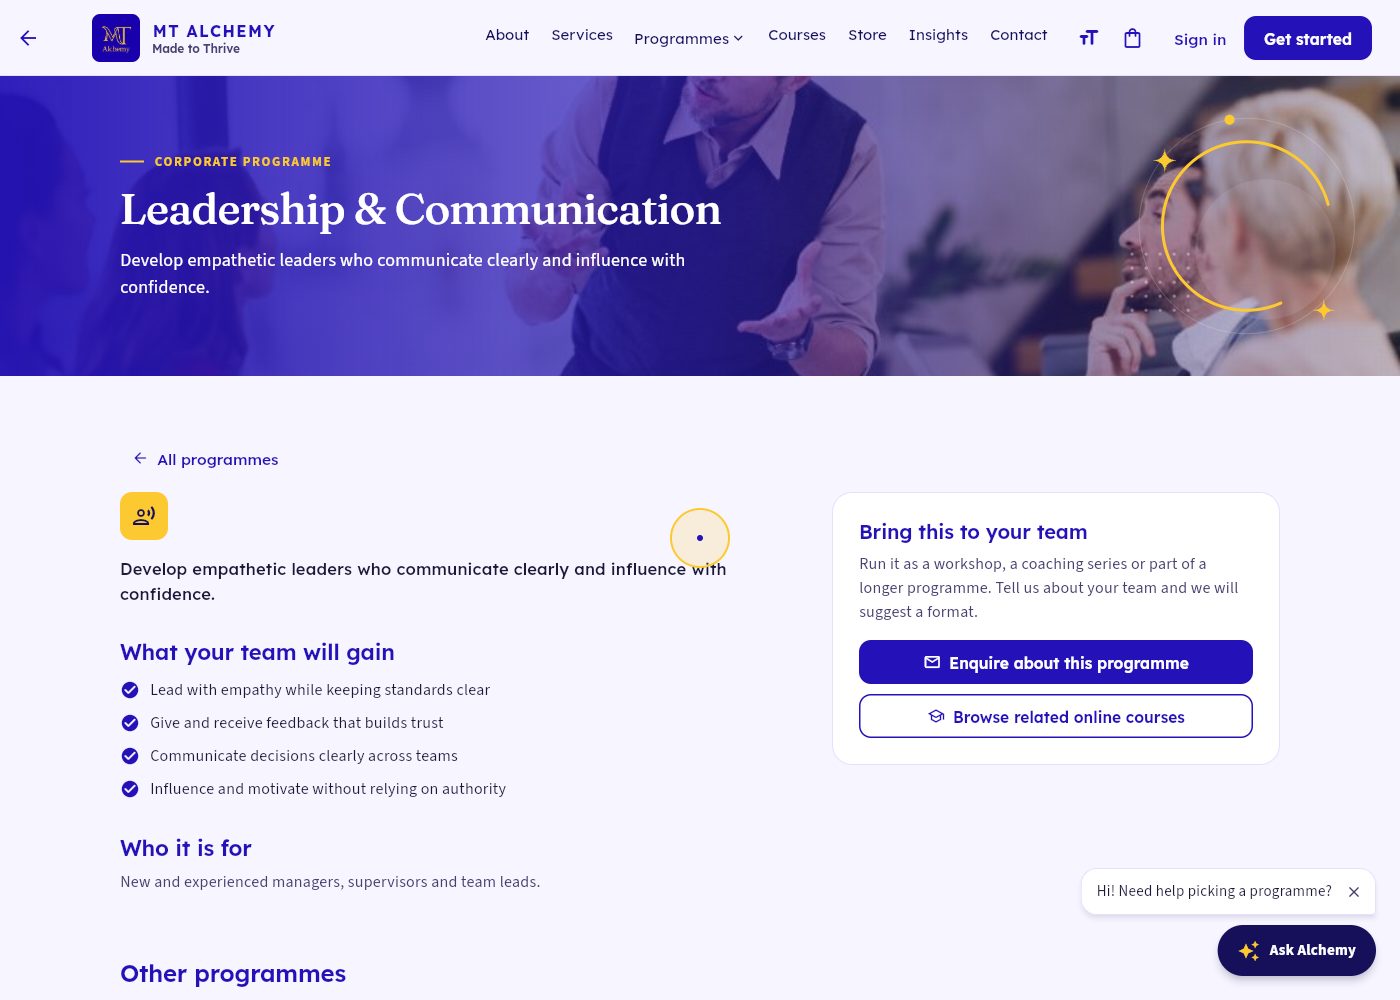 MT
Alchemy
MT ALCHEMY
Made to Thrive
About
Services
Programmes
Courses
Store
Insights
Contact
Sign in
Get started
CORPORATE PROGRAMME
Leadership & Communication
Develop empathetic leaders who communicate clearly and influence with
confidence.
All programmes
Develop empathetic leaders who communicate clearly and influence with
confidence.
What your team will gain
Lead with empathy while keeping standards clear
Give and receive feedback that builds trust
Communicate decisions clearly across teams
Influence and motivate without relying on authority
Who it is for
New and experienced managers, supervisors and team leads.
Other programmes
Bring this to your team
Run it as a workshop, a coaching series or part of a
longer programme. Tell us about your team and we will
suggest a format.
Enquire about this programme
Browse related online courses
Hi! Need help picking a programme?
Ask Alchemy